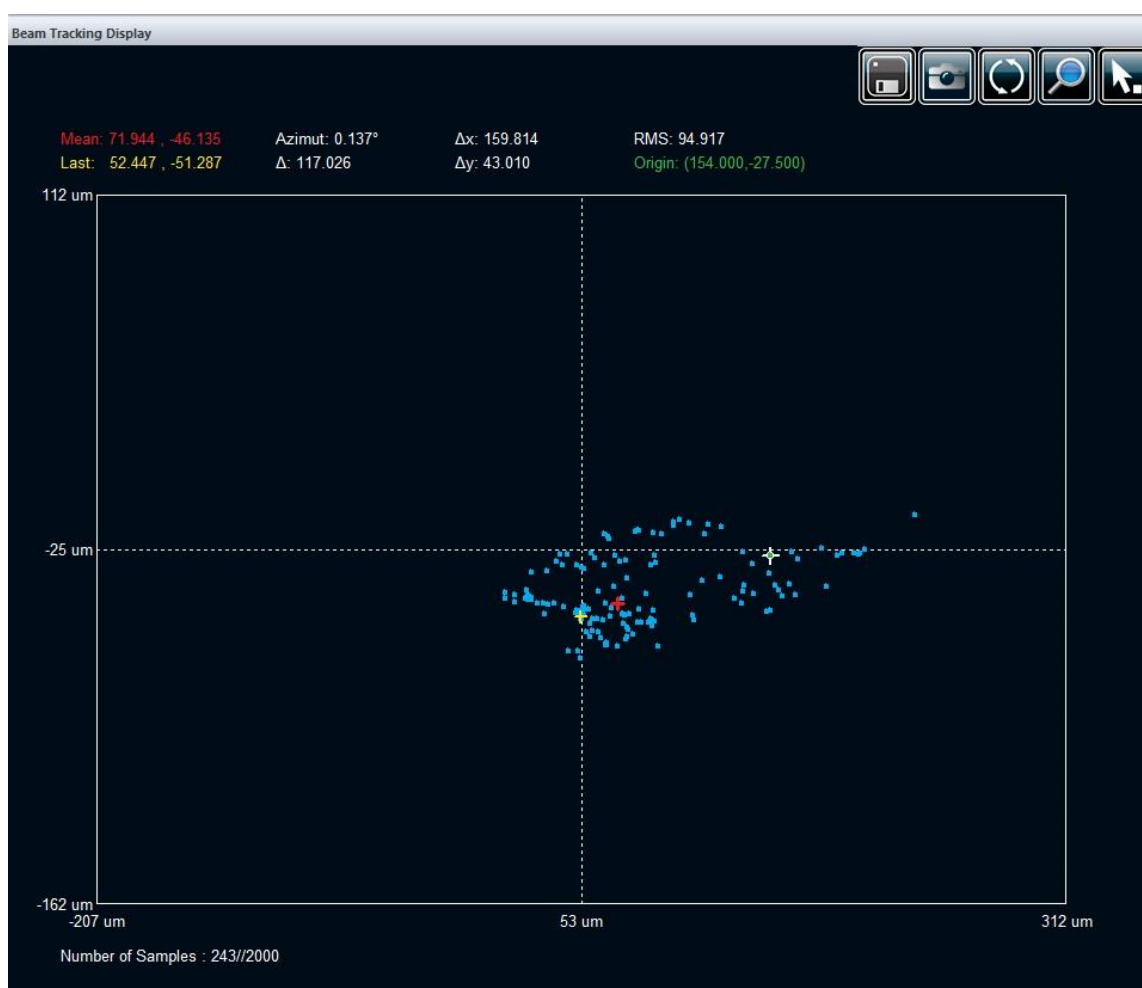 Beam Tracking Display
Mean: 71.944 , -46.135 Azimut: 0.137° Δx: 159.814 RMS: 94.917
Last: 52.447 , -51.287 Δ: 117.026 Δy: 43.010 Origin: (154.000,-27.500)
112 um
-25 um
-162 um
-207 um 53 um 312 um
Number of Samples : 243//2000